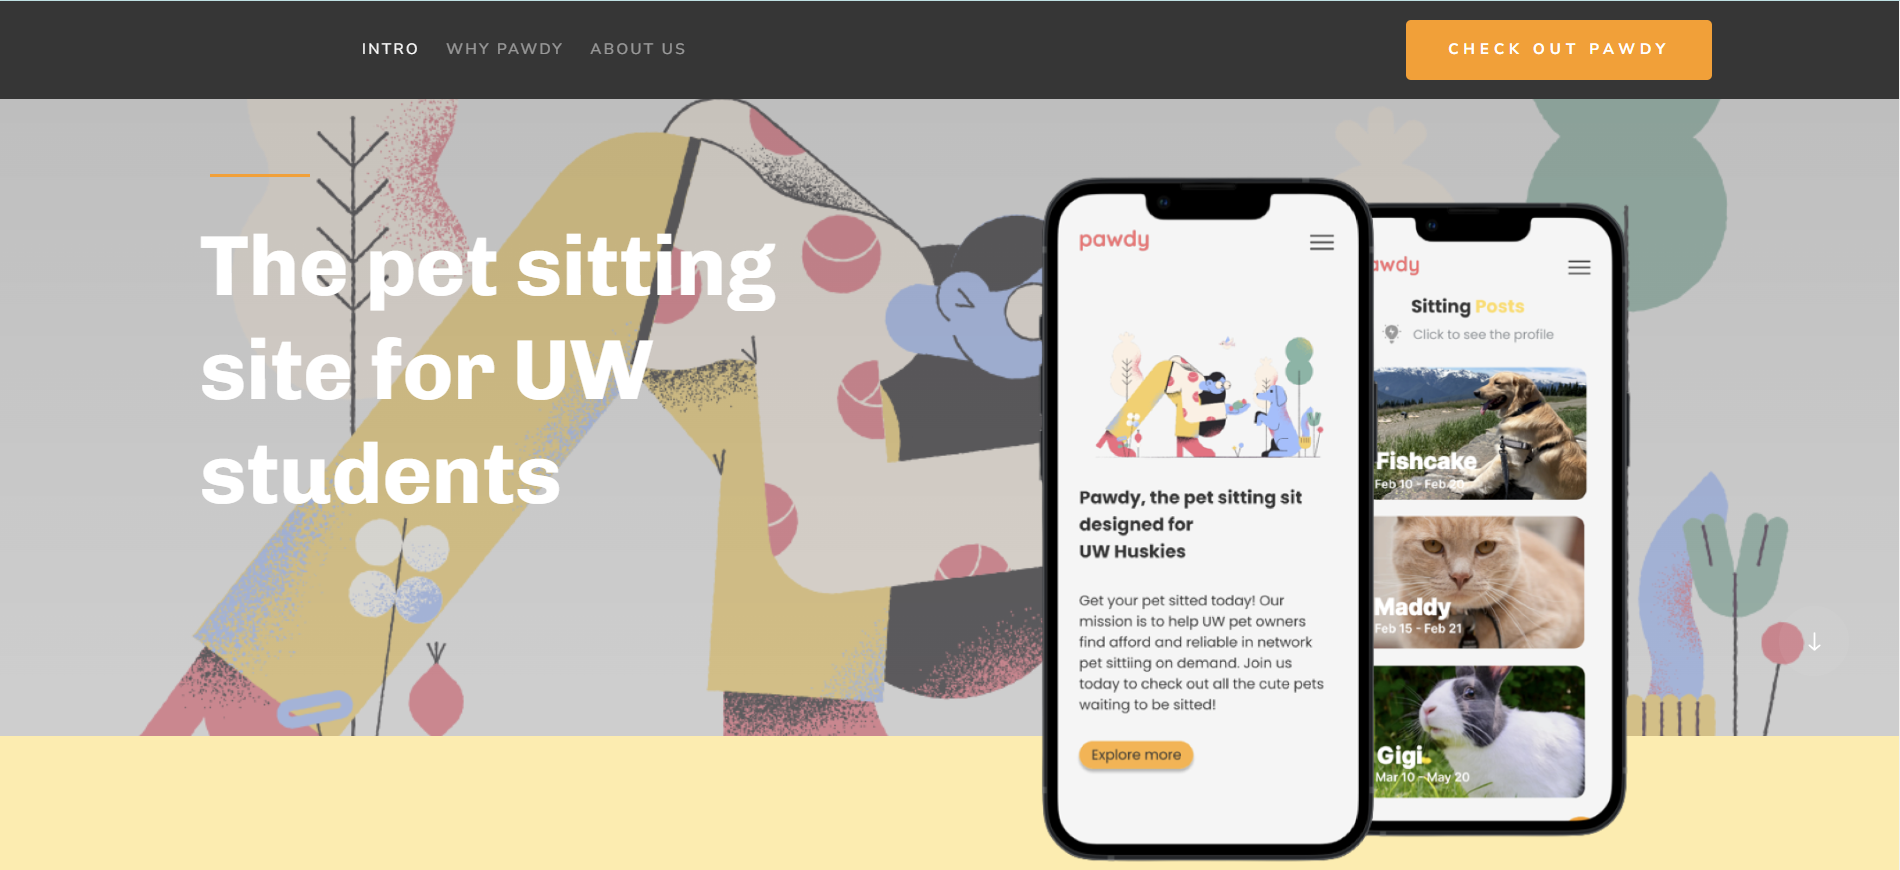 INTRO WHY PAWDY ABOUT US CHECK OUT PAWDY
The pet sitting
site for UW
students
pawdy
Pawdy, the pet sitting sit
designed for
UW Huskies
Get your pet sitted today! Our
mission is to help UW pet owners
find afford and reliable in network
pet sittiing on demand. Join us
today to check out all the cute pets
waiting to be sitted!
Explore more
awdy
Sitting Posts
Click to see the profile
Fishcake
Feb 10 - Feb 20
Maddy
Feb 15 - Feb 21
Gigi
Mar 10 - May 20